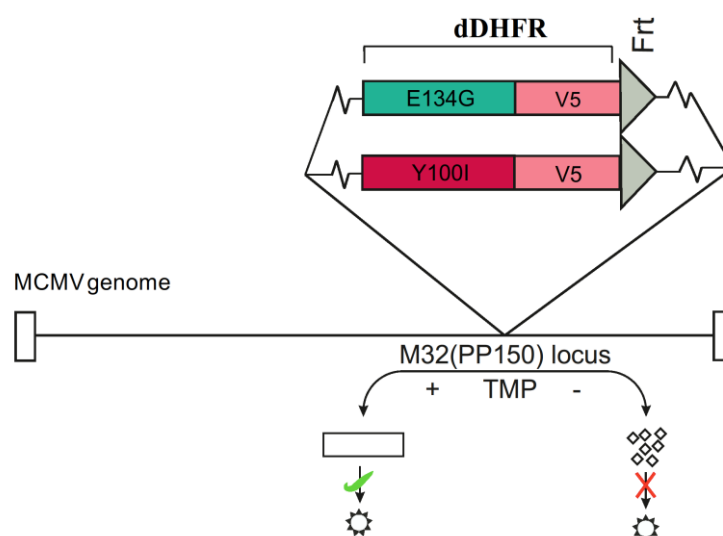 dDHFR
Frt
E134G V5
Y100I V5
MCMV genome
M32(PP150) locus
+ TMP -